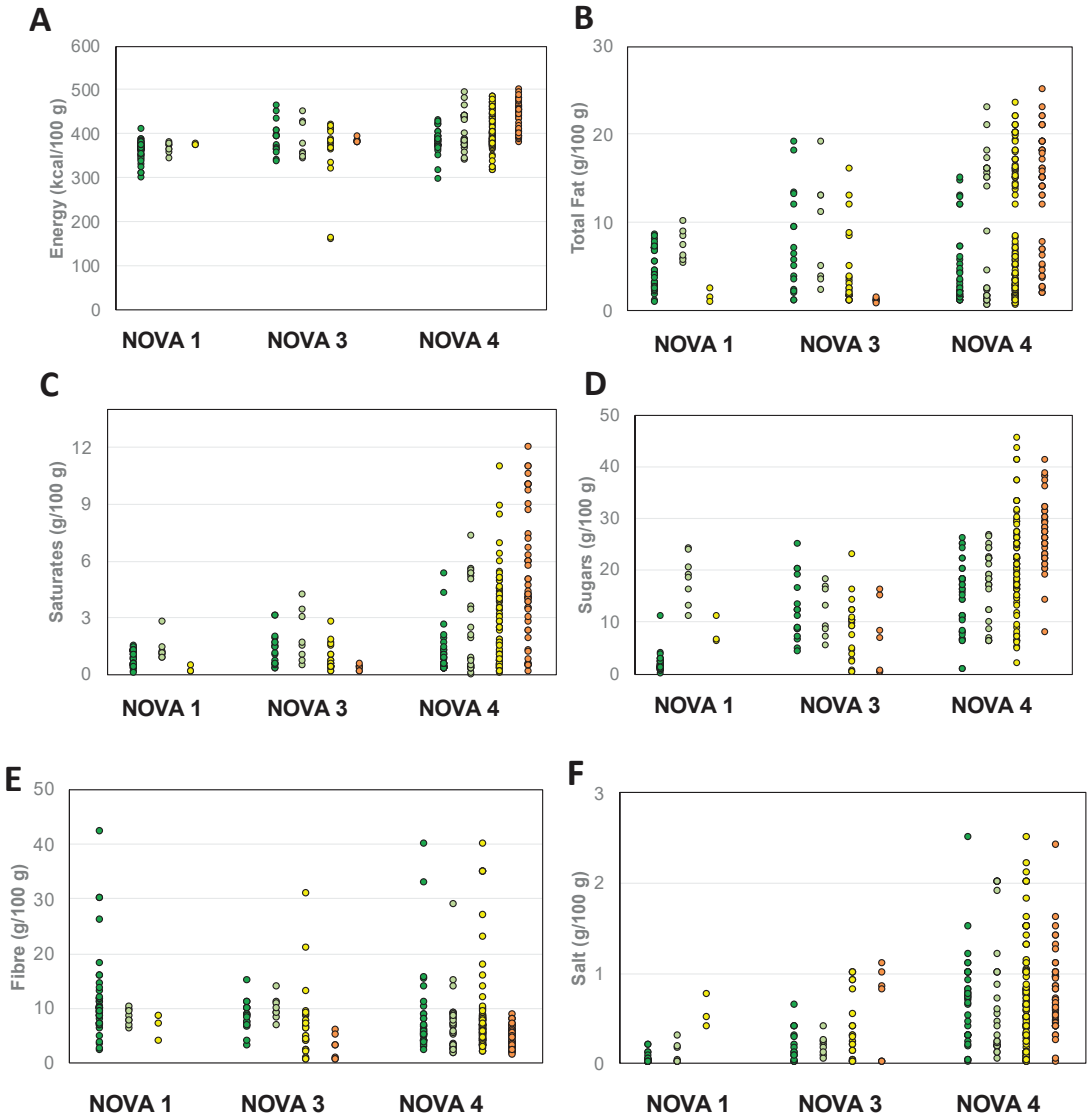 A
Energy (kcal/100 g)
600
500
400
300
200
100
0
NOVA 1 NOVA 3 NOVA 4
B
Total Fat (g/100 g)
30
20
10
0
NOVA 1 NOVA 3 NOVA 4
C
Saturates (g/100 g)
12
9
6
3
0
NOVA 1 NOVA 3 NOVA 4
D
Sugars (g/100 g)
50
40
30
20
10
0
NOVA 1 NOVA 3 NOVA 4
E
Fibre (g/100 g)
50
40
30
20
10
0
NOVA 1 NOVA 3 NOVA 4
F
Salt (g/100 g)
3
2
1
0
NOVA 1 NOVA 3 NOVA 4